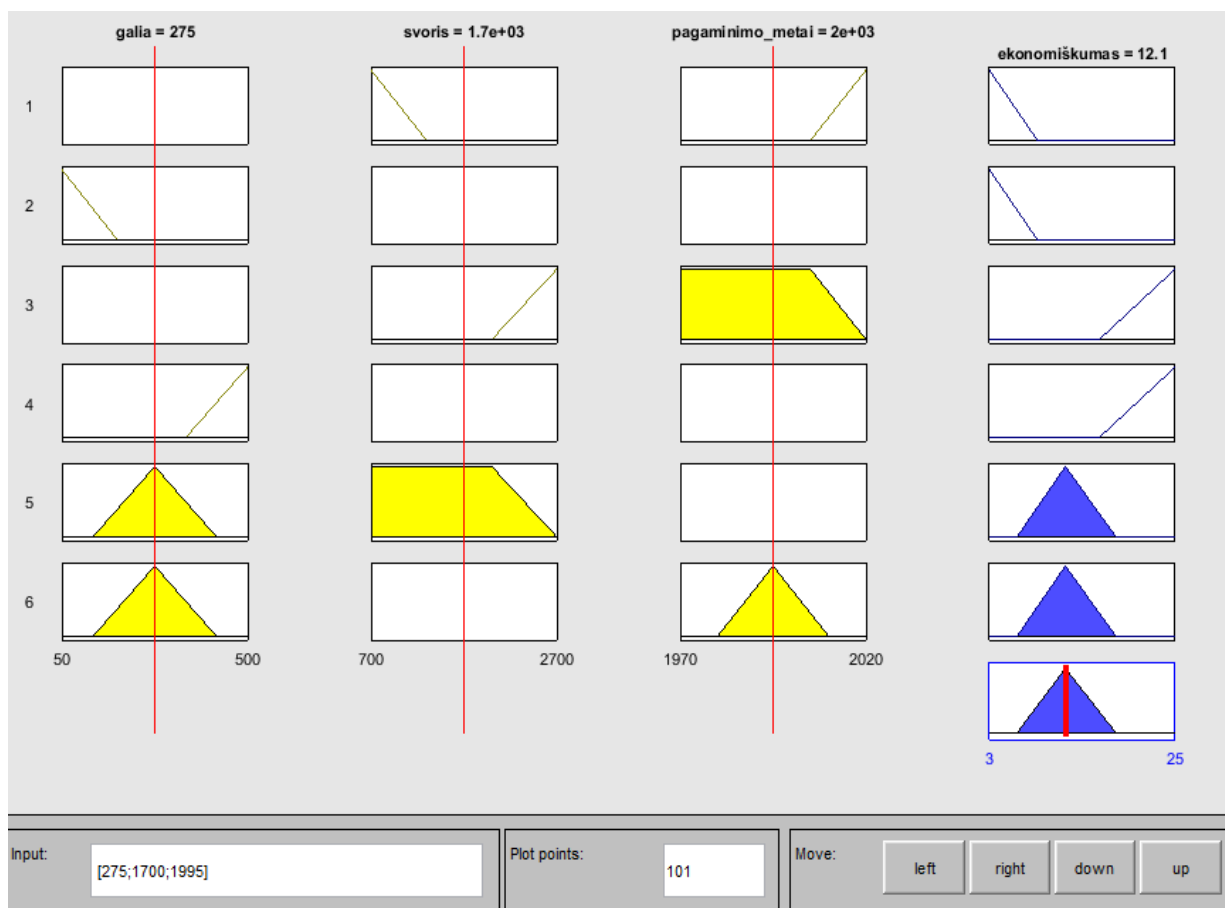 galia = 275
svoris = 1.7e+03
pagaminimo_metai = 2e+03
ekonomiškumas = 12.1
1
2
3
4
5
6
50 500
700 2700
1970 2020
3 25
Input:
[275;1700;1995]
Plot points:
101
Move:
left
right
down
up